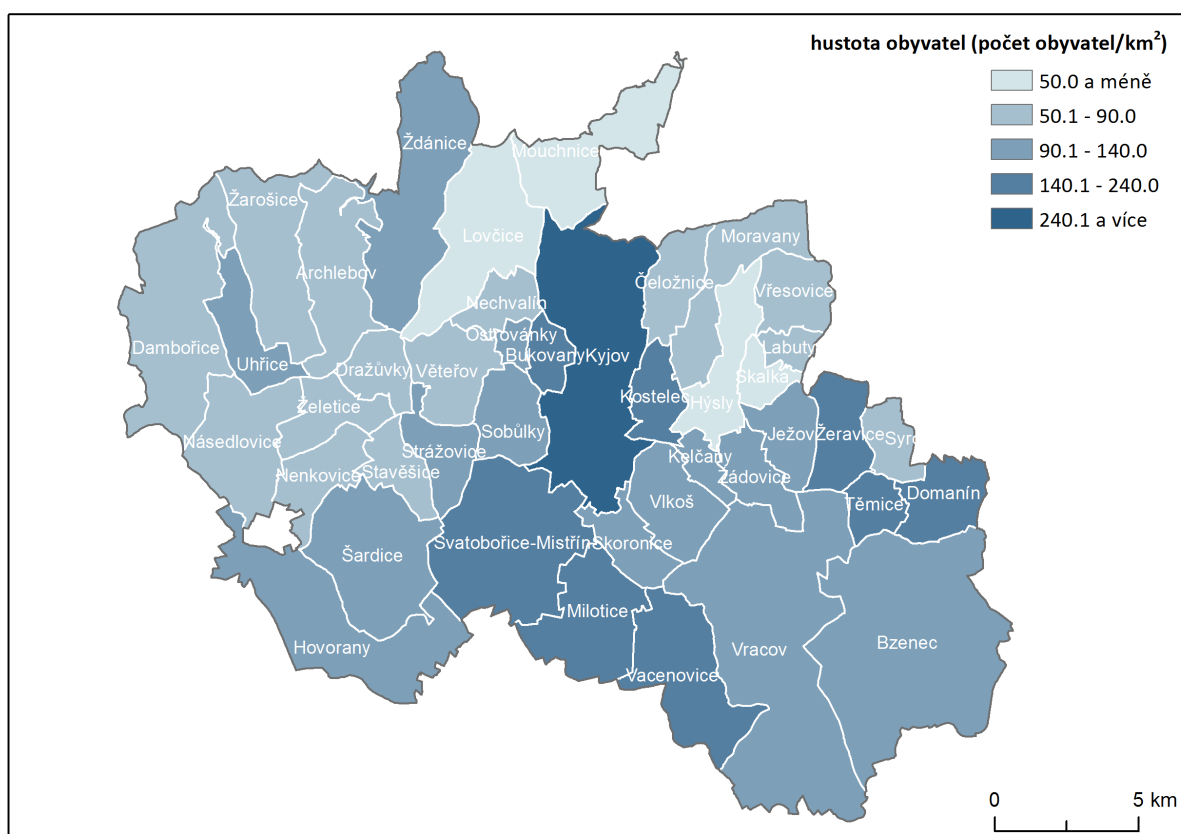 hustota obyvatel (počet obyvatel/km²)
50.0 a méně
50.1 - 90.0
90.1 - 140.0
140.1 - 240.0
240.1 a více
Ždánice
Mouchnice
Žarošice
Lovčice
Moravany
Archlebov
Čeložnice
Vřesovice
Nechvalín
Ostrovánky
Dambořice
Bukovany
Kyjov
Labuty
Uhřice
Dražůvky
Věteřov
Skalka
Kostelec
Hýsly
Želetice
Násedlovice
Sobůlky
Ježov
Žeravice
Syro
Strážovice
Kelčany
Nenkovice
Stavěšice
Žádovice
Domanín
Vlkoš
Těmice
Svatobořice-Mistřín
Skoronice
Šardice
Milotice
Hovorany
Vracov
Bzenec
Vacenovice
0
5 km